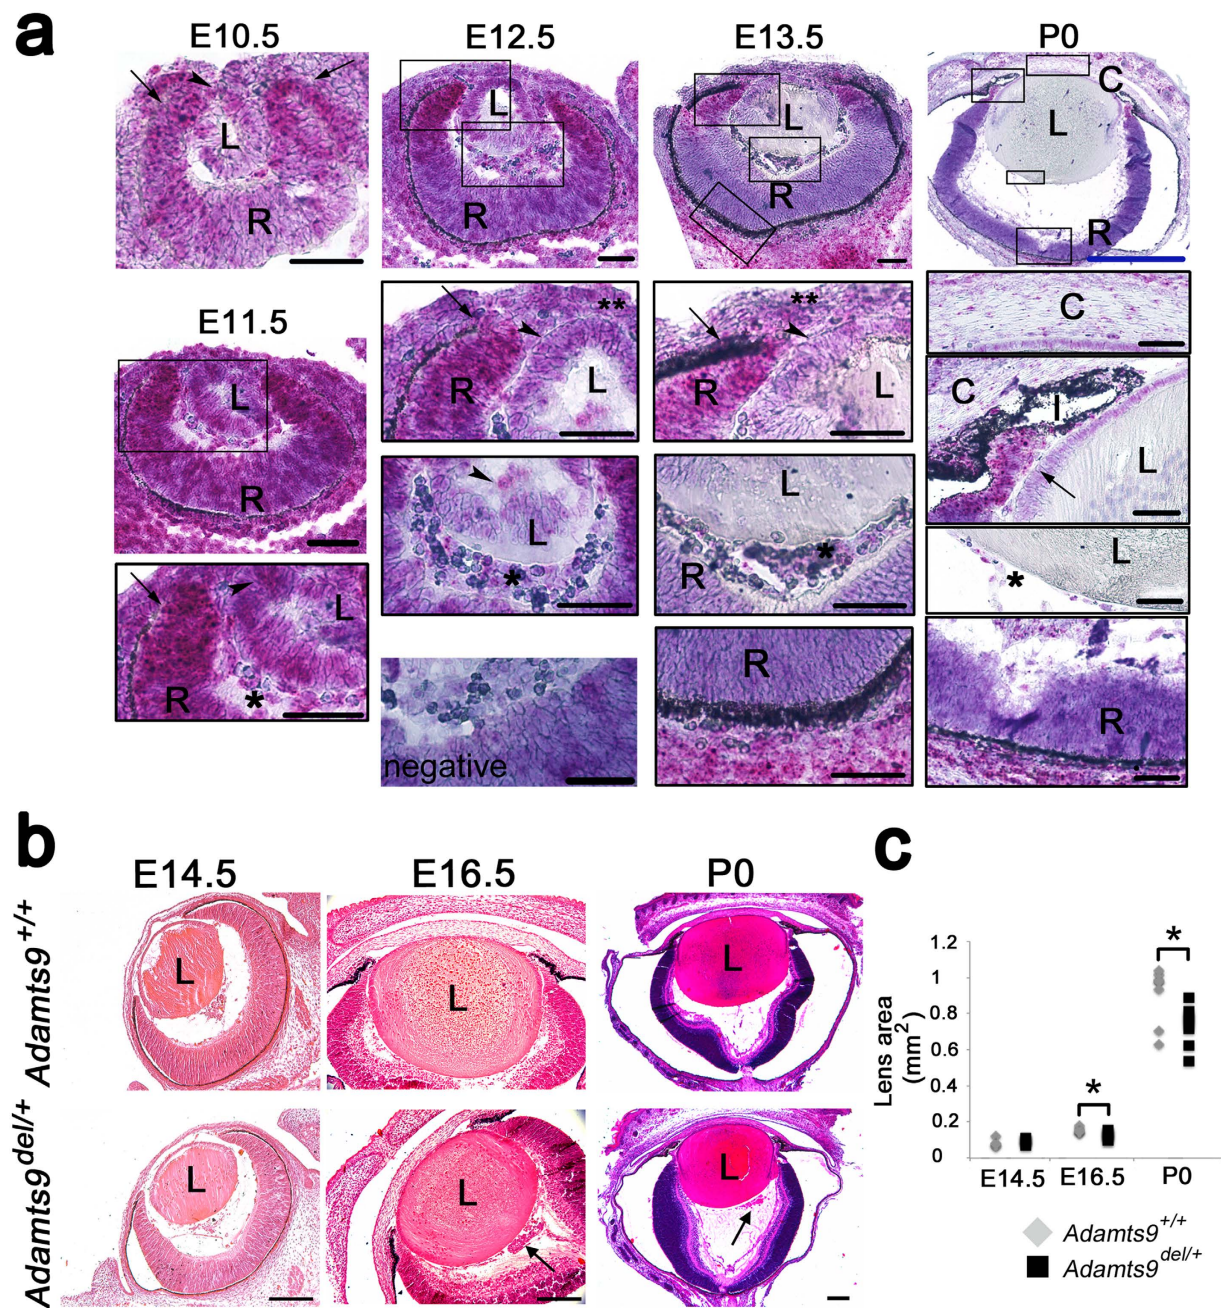 a
E10.5 E12.5 E13.5 P0
L L L L C
R R R R
E11.5
** ** C
L R L R L
R C I L
L L L
* * R * L
R R
L R
*
negative R
b c
E14.5 E16.5 P0
Adamts9 +/+ L L L
Adamts9 del/+ L L L
* *
Lens area (mm2)
1.2
1
0.8
0.6
0.4
0.2
0
E14.5 E16.5 P0
Adamts9+/+
Adamts9del/+